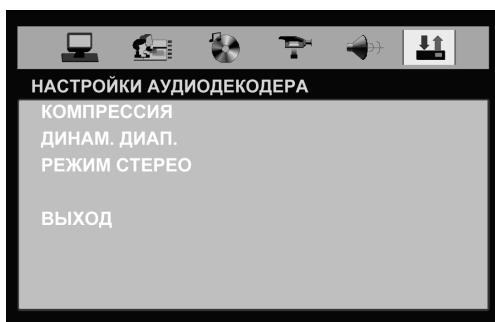 НАСТРОЙКИ АУДИОДЕКОДЕРА
КОМПРЕССИЯ
ДИНАМ. ДИАП.
РЕЖИМ СТЕРЕО
ВЫХОД